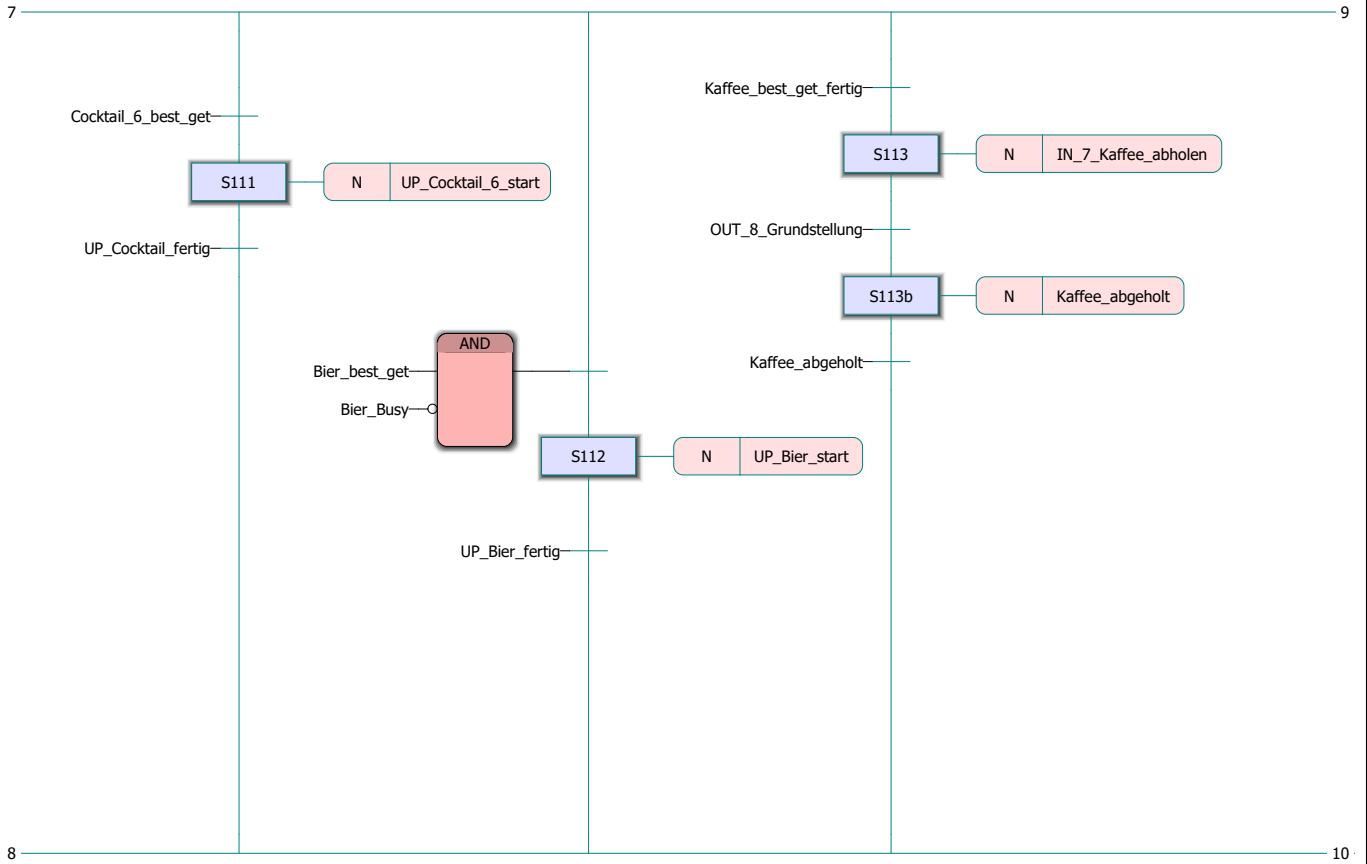 7
9
Kaffee_best_get_fertig
Cocktail_6_best_get
S113 N IN_7_Kaffee_abholen
S111 N UP_Cocktail_6_start
OUT_8_Grundstellung
UP_Cocktail_fertig
S113b N Kaffee_abgeholt
AND
Kaffee_abgeholt
Bier_best_get
Bier_Busy
S112 N UP_Bier_start
UP_Bier_fertig
8
10